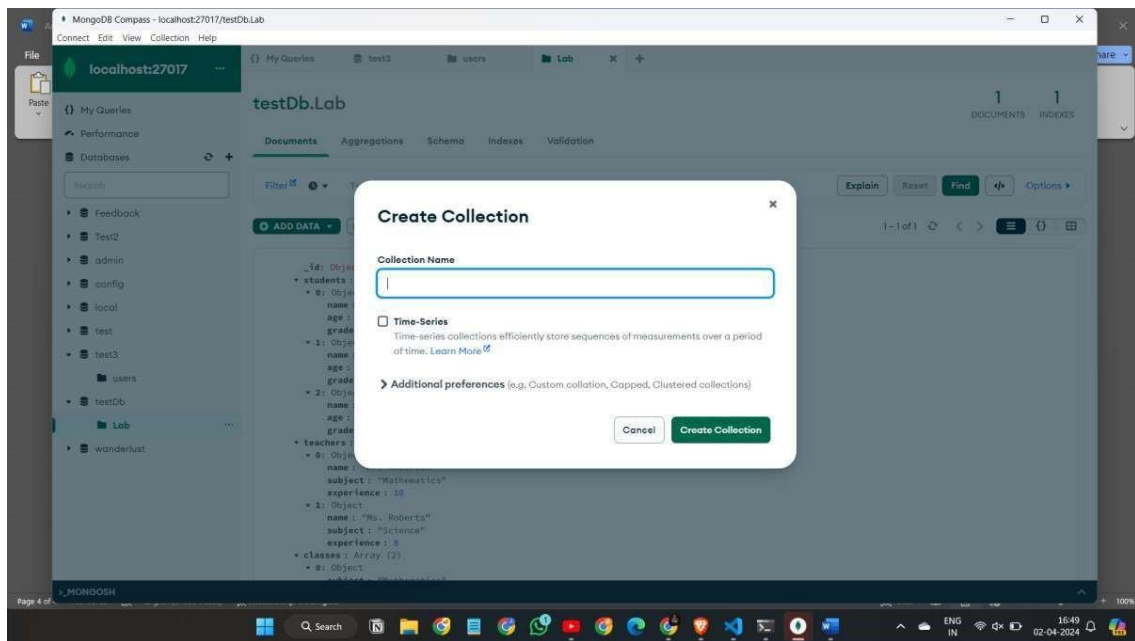 MongoDB Compass - localhost:27017/testDb.Lab
Connect Edit View Collection Help
File
localhost:27017 ...
{} My Queries test3 users Lab
Paste
{} My Queries
testDb.Lab
1 1
DOCUMENTS INDEXES
Performance
Documents Aggregations Schema Indexes Validation
Databases
Search
Filter
Explain Reset Find </> Options
Feedback
ADD DATA
1-1 of 1
Test2
admin
config
local
test
test3
users
testDb
Lab ...
wanderlust
Create Collection
Collection Name
Time-Series
Time-series collections efficiently store sequences of measurements over a period
of time. Learn More
Additional preferences (e.g. Custom collation, Capped, Clustered collections)
Cancel Create Collection
_id:
students :
0:
name
age :
grade
1:
name
age :
grade
2:
name
age :
grade
teachers :
0:
name :
subject : "Mathematics"
experience : 10
1: Object
name : "Ms. Roberts"
subject : "Science"
experience : 8
classes : Array (2)
0: Object
>_MONGOSH
Page 4 of
100%
Search
ENG
IN
16:49
02-04-2024